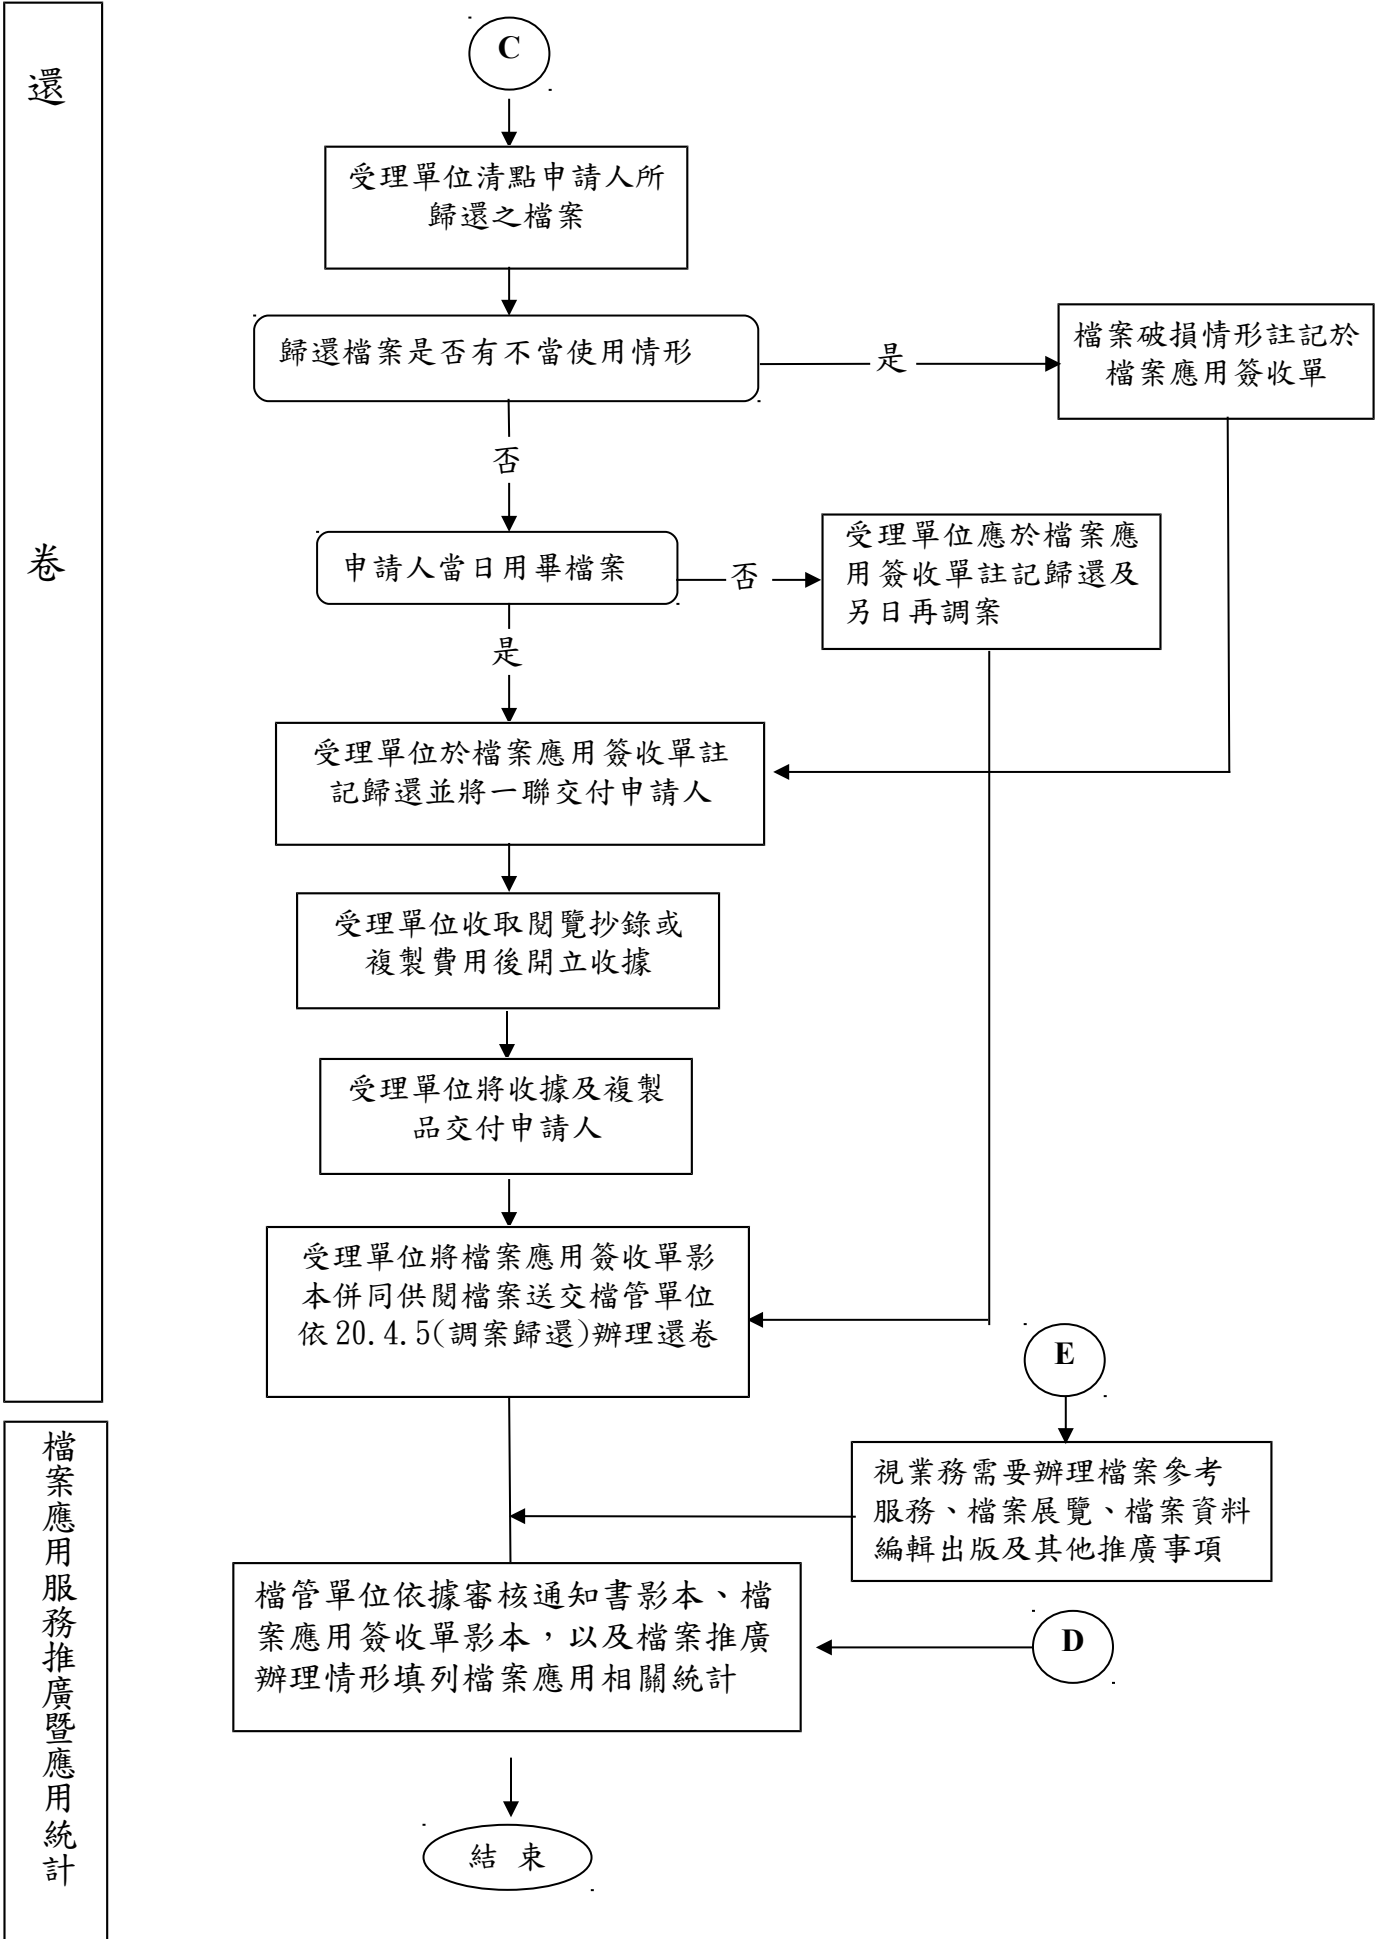 還
卷
C
受理單位清點申請人所
歸還之檔案
歸還檔案是否有不當使用情形
是
檔案破損情形註記於
檔案應用簽收單
否
申請人當日用畢檔案
否
受理單位應於檔案應
用簽收單註記歸還及
另日再調案
是
受理單位於檔案應用簽收單註
記歸還並將一聯交付申請人
受理單位收取閱覽抄錄或
複製費用後開立收據
受理單位將收據及複製
品交付申請人
受理單位將檔案應用簽收單影
本併同供閱檔案送交檔管單位
依20.4.5(調案歸還)辦理還卷
E
檔案應用服務推廣暨應用統計
視業務需要辦理檔案參考
服務、檔案展覽、檔案資料
編輯出版及其他推廣事項
檔管單位依據審核通知書影本、檔
案應用簽收單影本，以及檔案推廣
辦理情形填列檔案應用相關統計
D
結 束